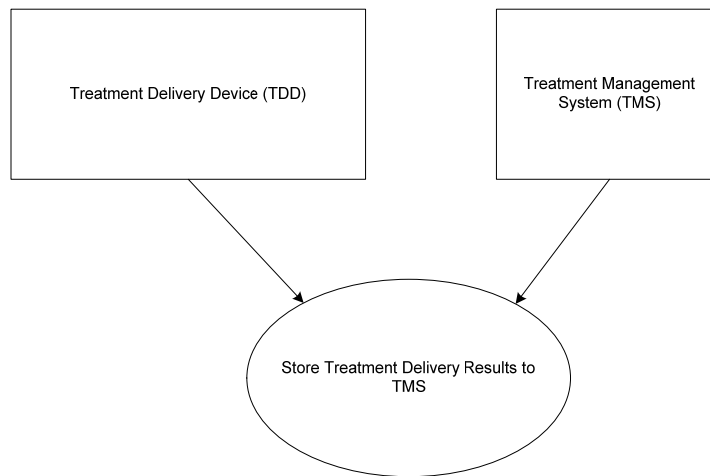 Treatment Delivery Device (TDD)
Treatment Management
System (TMS)
Store Treatment Delivery Results to
TMS